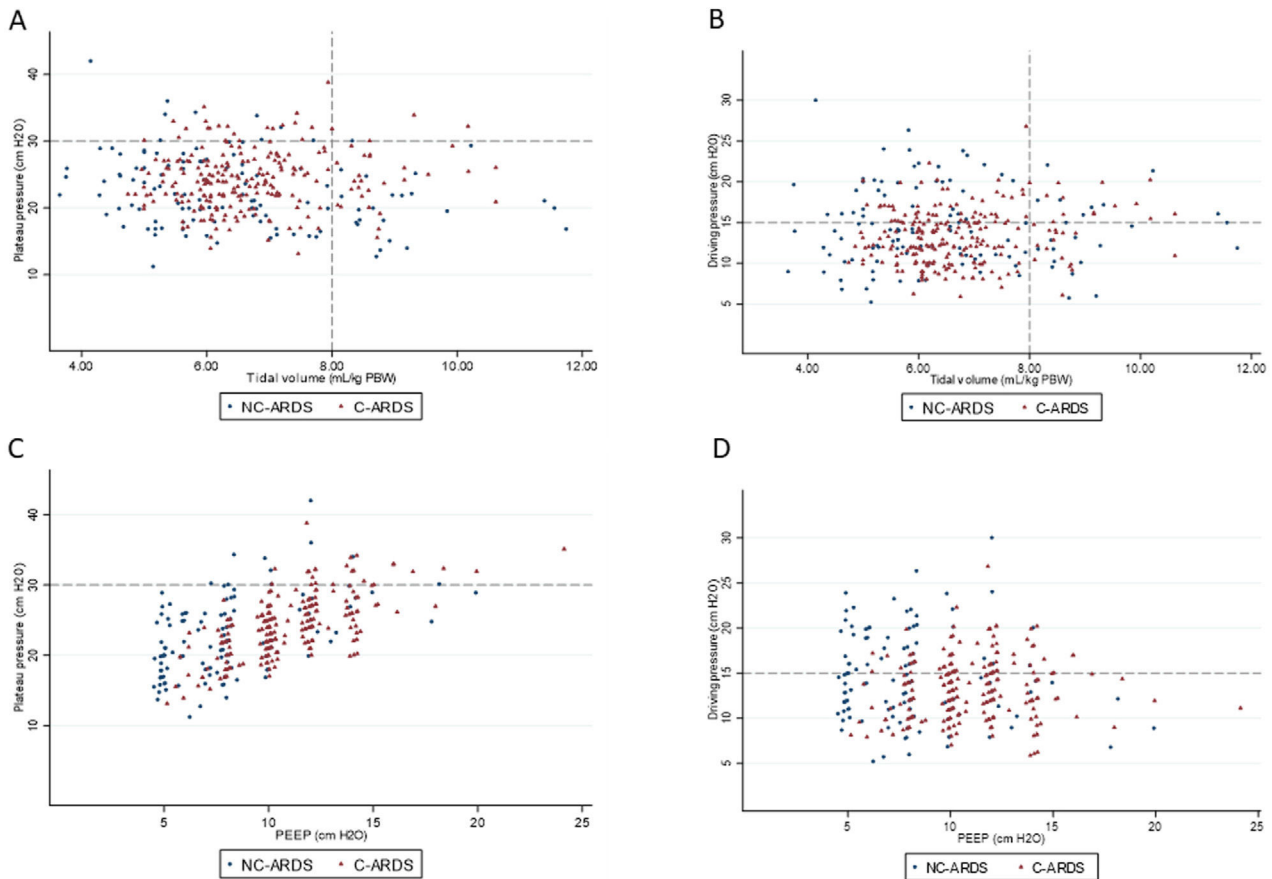 A
Plateau pressure (cm H2O)
40
30
20
10
4.00 6.00 8.00 10.00 12.00
Tidal volume (mL/kg PBW)
NC-ARDS C-ARDS
B
Driving pressure (cm H2O)
30
25
20
15
10
5
4.00 6.00 8.00 10.00 12.00
Tidal volume (mL/kg PBW)
NC-ARDS C-ARDS
C
Plateau pressure (cm H2O)
40
30
20
10
5 10 15 20 25
PEEP (cm H2O)
NC-ARDS C-ARDS
D
Driving pressure (cm H2O)
30
25
20
15
10
5
5 10 15 20 25
PEEP (cm H2O)
NC-ARDS C-ARDS